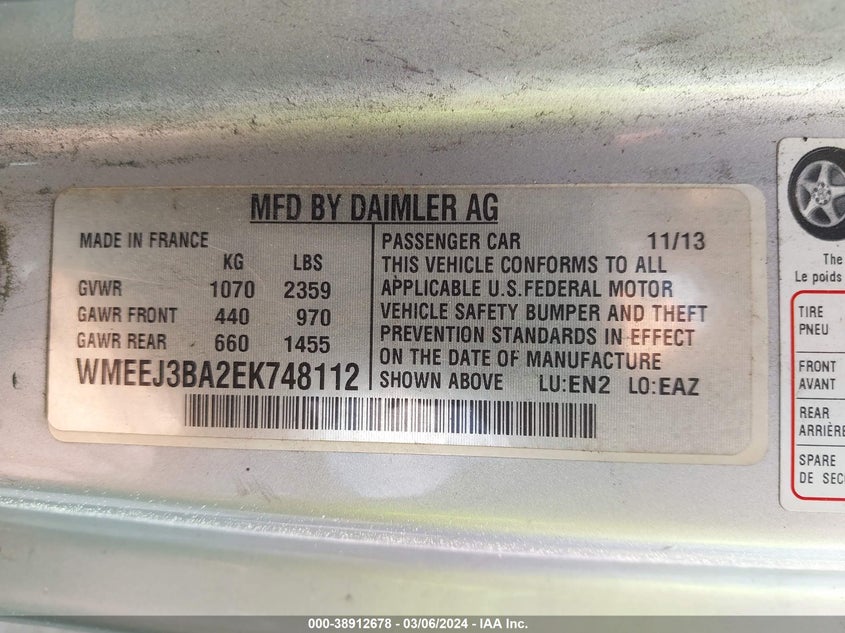 MFD BY DAIMLER AG
MADE IN FRANCE
KG LBS
GVWR 1070 2359
GAWR FRONT 440 970
GAWR REAR 660 1455
WMEEJ3BA2EK748112
PASSENGER CAR 11/13
THIS VEHICLE CONFORMS TO ALL
APPLICABLE U.S.FEDERAL MOTOR
VEHICLE SAFETY BUMPER AND THEFT
PREVENTION STANDARDS IN EFFECT
ON THE DATE OF MANUFACTURE
SHOWN ABOVE LU:EN2 LO:EAZ
The
Le poids
TIRE
PNEU
FRONT
AVANT
REAR
ARRIÈRE
SPARE
DE
000-38912678 - 03/06/2024 - IAA Inc.